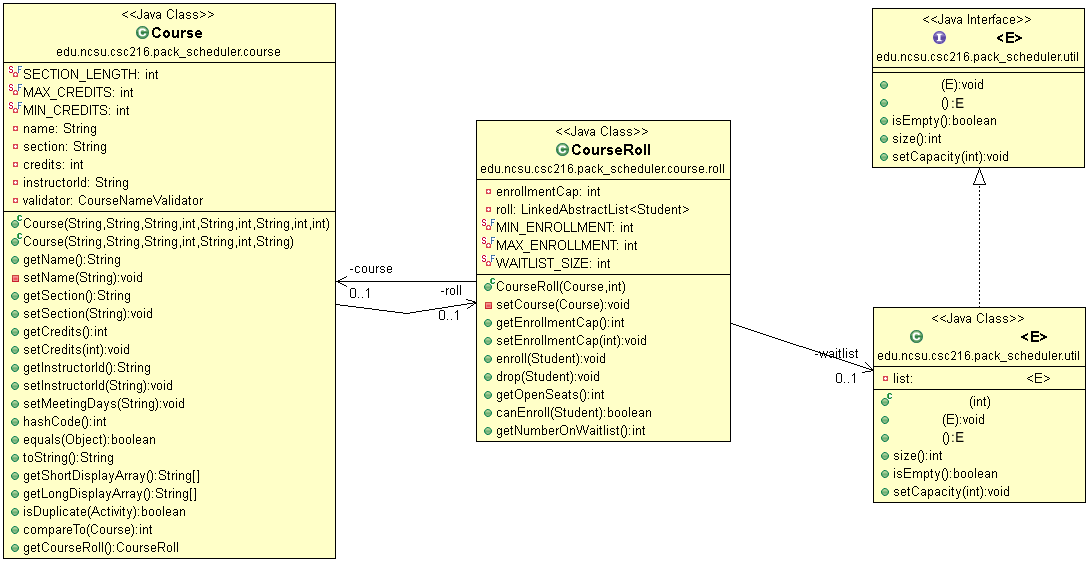 <<Java Class>>
Course
edu.ncsu.csc216.pack_scheduler.course
SECTION_LENGTH: int
MAX_CREDITS: int
MIN_CREDITS: int
name: String
section: String
credits: int
instructorId: String
validator: CourseNameValidator
Course(String,String,String,int,String,int,String,int,int)
Course(String,String,String,int,String,int,String)
getName():String
setName(String):void
getSection():String
setSection(String):void
getCredits():int
setCredits(int):void
getInstructorId():String
setInstructorId(String):void
setMeetingDays(String):void
hashCode():int
equals(Object):boolean
toString():String
getShortDisplayArray():String[]
getLongDisplayArray():String[]
isDuplicate(Activity):boolean
compareTo(Course):int
getCourseRoll():CourseRoll
-course
0..1
-roll
0..1
<<Java Class>>
CourseRoll
edu.ncsu.csc216.pack_scheduler.course.roll
enrollmentCap: int
roll: LinkedAbstractList<Student>
MIN_ENROLLMENT: int
MAX_ENROLLMENT: int
WAITLIST_SIZE: int
CourseRoll(Course,int)
setCourse(Course):void
getEnrollmentCap():int
setEnrollmentCap(int):void
enroll(Student):void
drop(Student):void
getOpenSeats():int
canEnroll(Student):boolean
getNumberOnWaitlist():int
-waitlist
0..1
<<Java Interface>>
<E>
edu.ncsu.csc216.pack_scheduler.util
(E):void
():E
isEmpty():boolean
size():int
setCapacity(int):void
<<Java Class>>
<E>
edu.ncsu.csc216.pack_scheduler.util
list: <E>
(int)
(E):void
():E
size():int
isEmpty():boolean
setCapacity(int):void